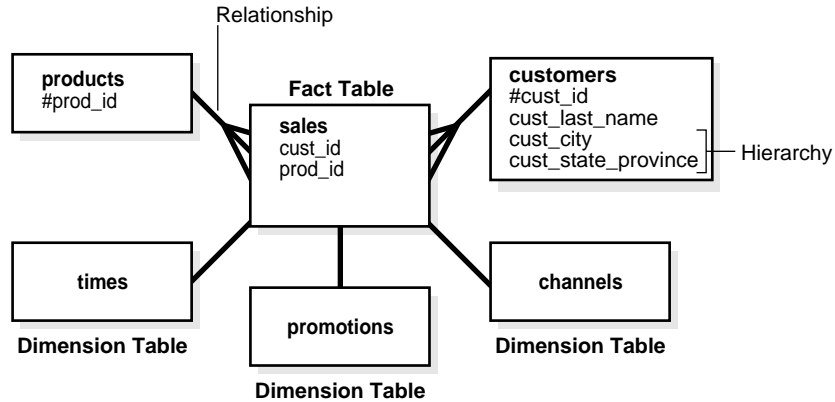 Relationship
products
#prod_id
Fact Table
sales
cust_id
prod_id
customers
#cust_id
cust_last_name
cust_city
cust_state_province
Hierarchy
times
Dimension Table
promotions
Dimension Table
channels
Dimension Table